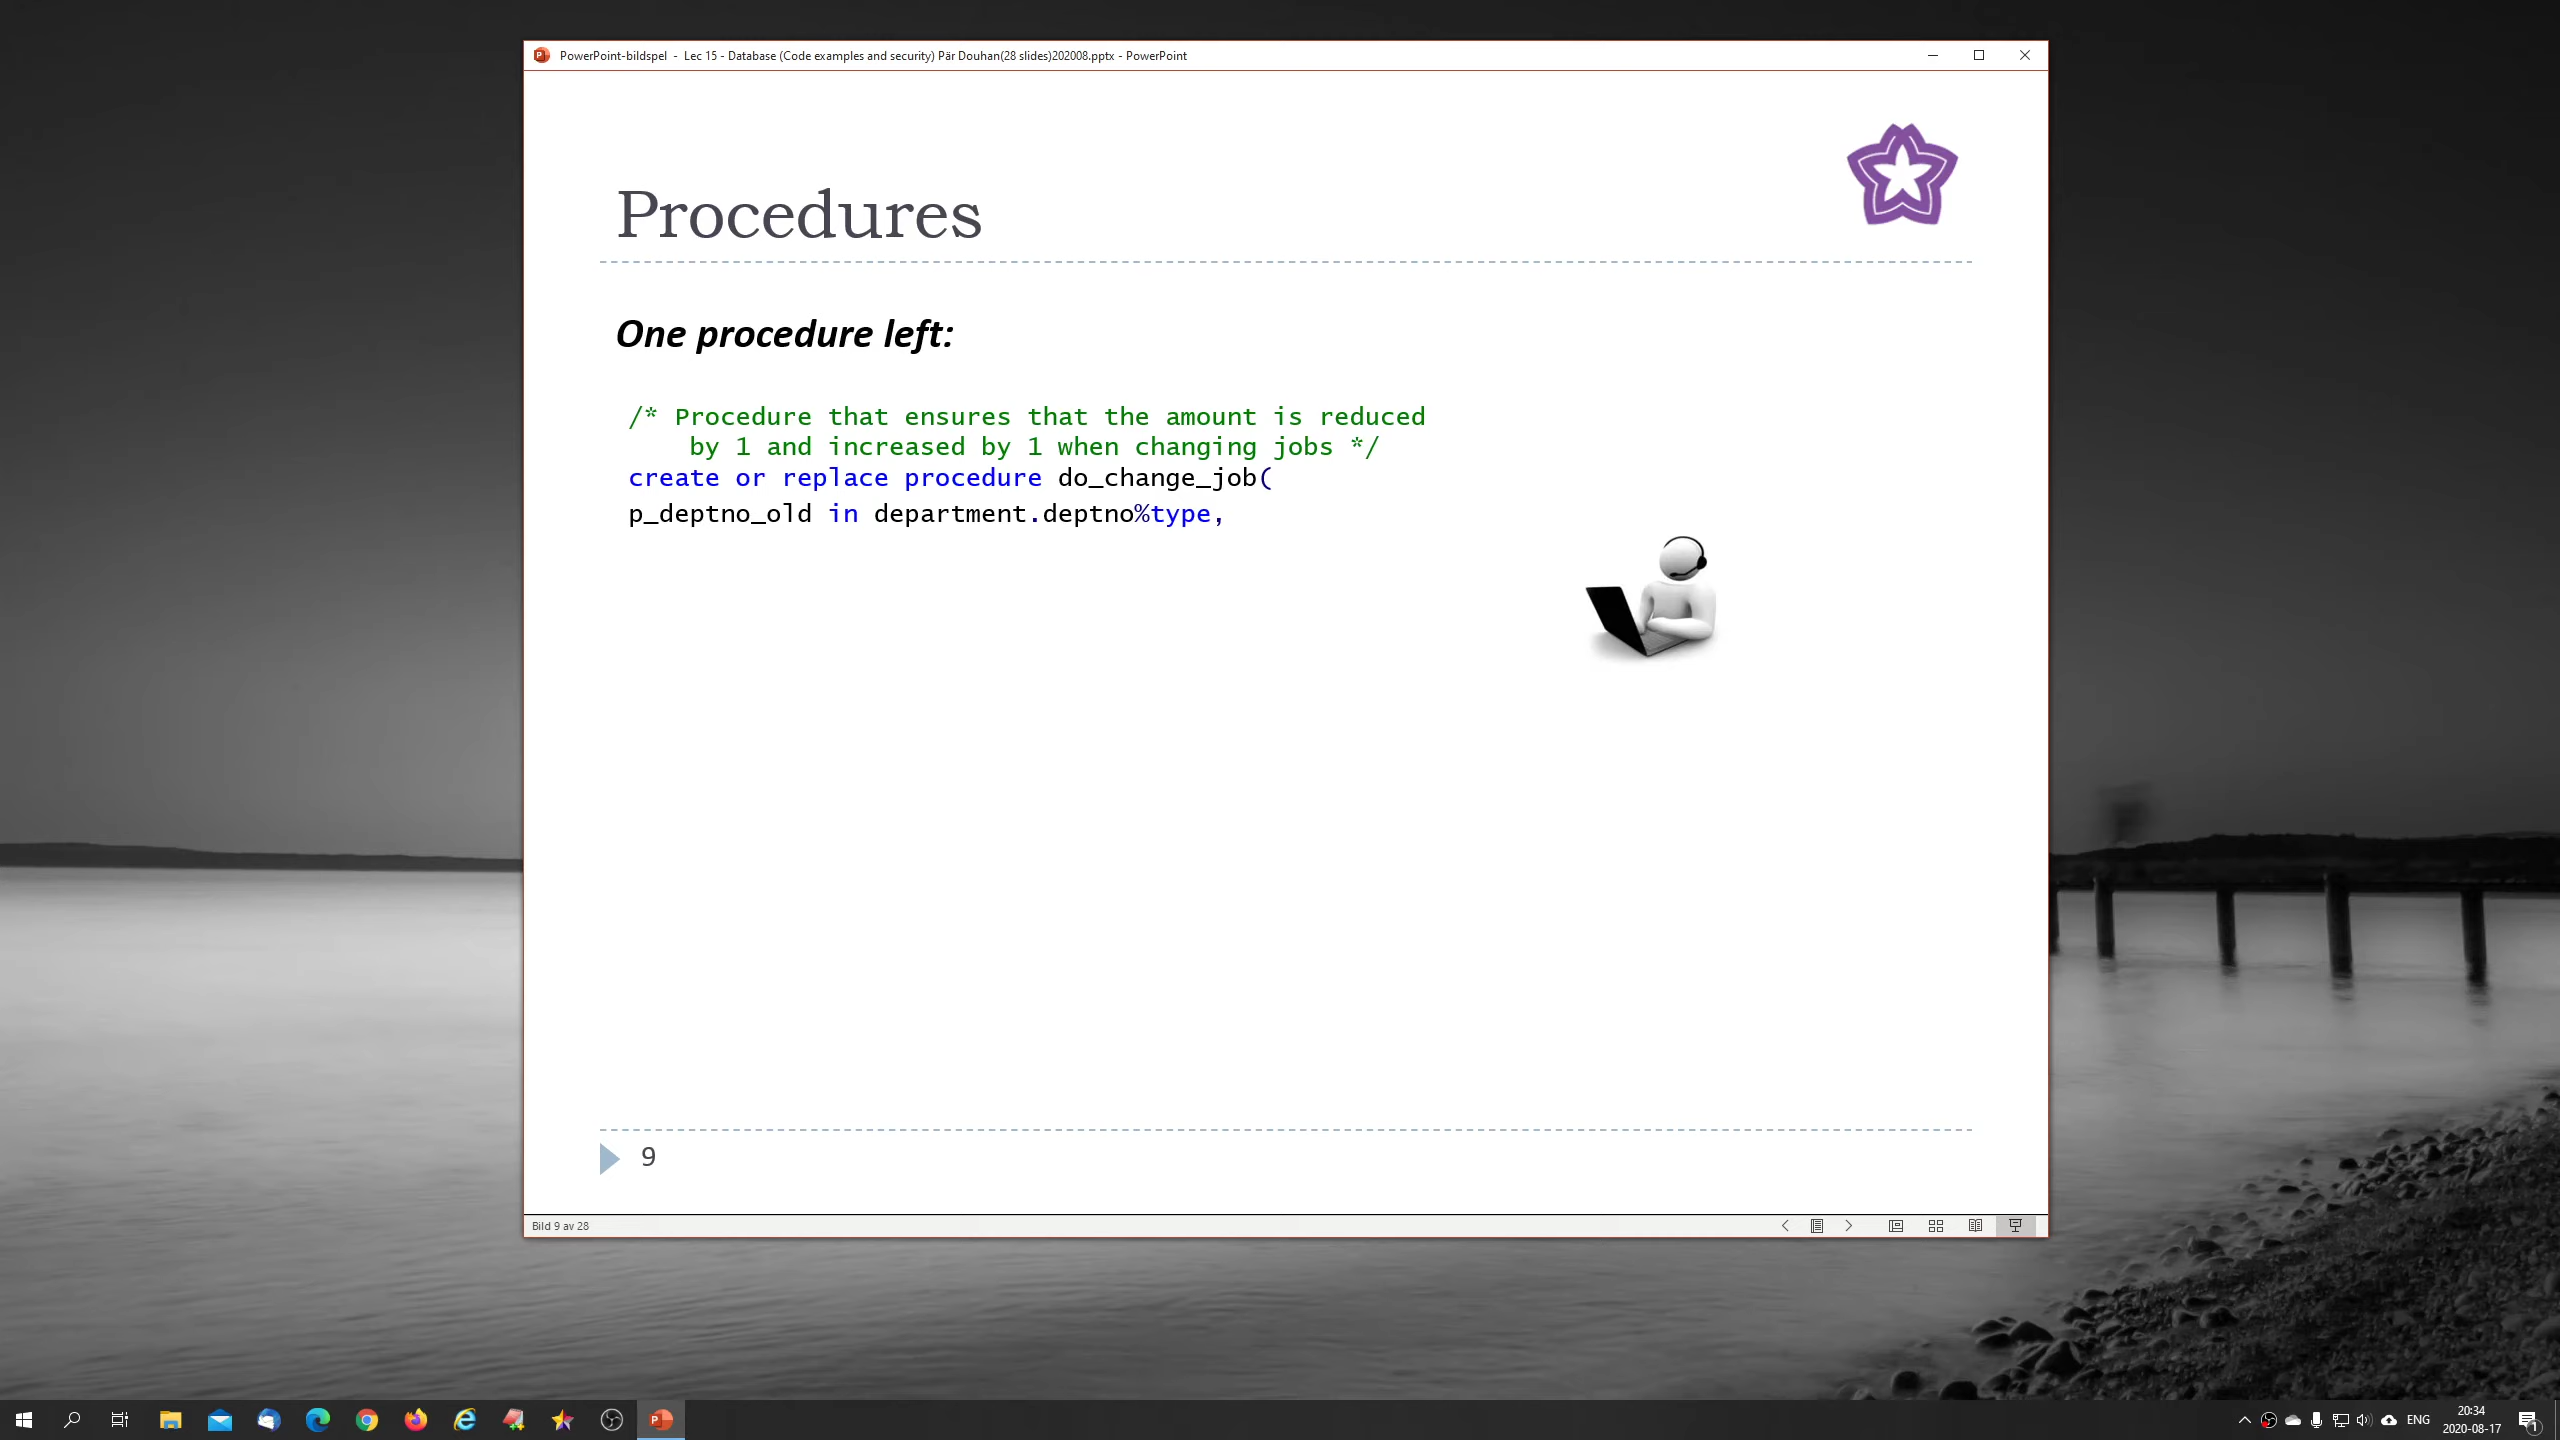 PowerPoint-bildspel - Lec 15 - Database (Code examples and security) Pär Douhan(28 slides)202008.pptx - PowerPoint
Procedures
One procedure left:
/* Procedure that ensures that the amount is reduced
by 1 and increased by 1 when changing jobs */
create or replace procedure do_change_job(
p_deptno_old in department.deptno%type,
9
Bild 9 av 28
ENG
20:34
2020-08-17
1